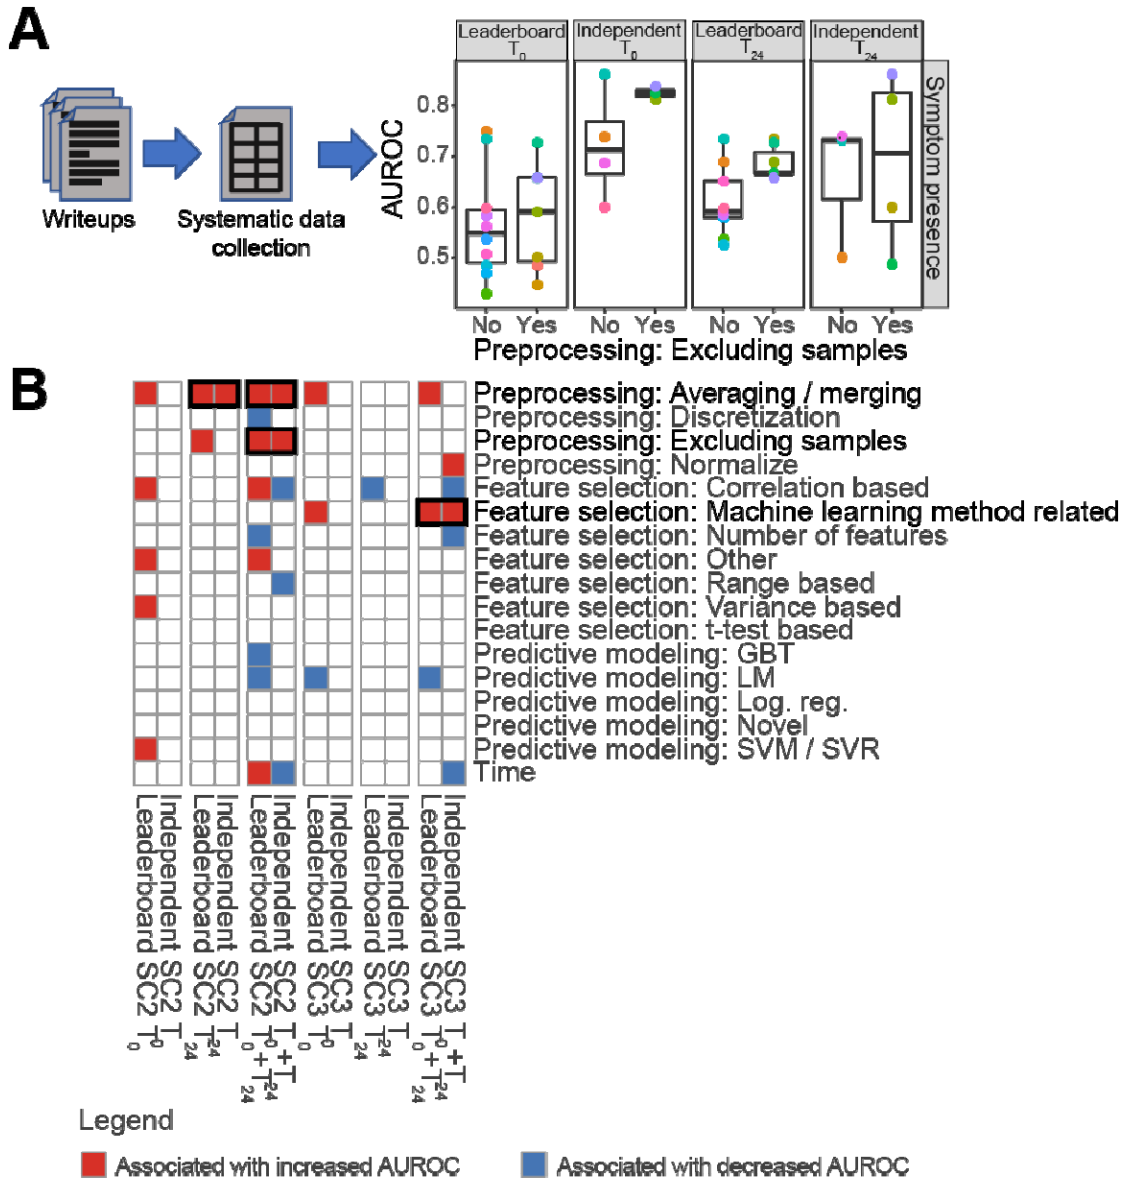 A
Leaderboard T0
Independent T0
Leaderboard T24
Independent T24
Symptom presence
AUROC
0.8
0.7
0.6
0.5
Writeups
Systematic data
collection
No Yes No Yes No Yes No Yes
Preprocessing: Excluding samples
B
Preprocessing: Averaging / merging
Preprocessing: Discretization
Preprocessing: Excluding samples
Preprocessing: Normalize
Feature selection: Correlation based
Feature selection: Machine learning method related
Feature selection: Number of features
Feature selection: Other
Feature selection: Range based
Feature selection: Variance based
Feature selection: t-test based
Predictive modeling: GBT
Predictive modeling: LM
Predictive modeling: Log. reg.
Predictive modeling: Novel
Predictive modeling: SVM / SVR
Time
Leaderboard SC2 T0
Independent SC2 T0
Leaderboard SC2 T24
Independent SC2 T24
Leaderboard SC2 T0+T24
Independent SC2 T0+T24
Leaderboard SC3 T0
Independent SC3 T0
Leaderboard SC3 T24
Independent SC3 T24
Leaderboard SC3 T0+T24
Independent SC3 T0+T24
Legend
Associated with increased AUROC
Associated with decreased AUROC